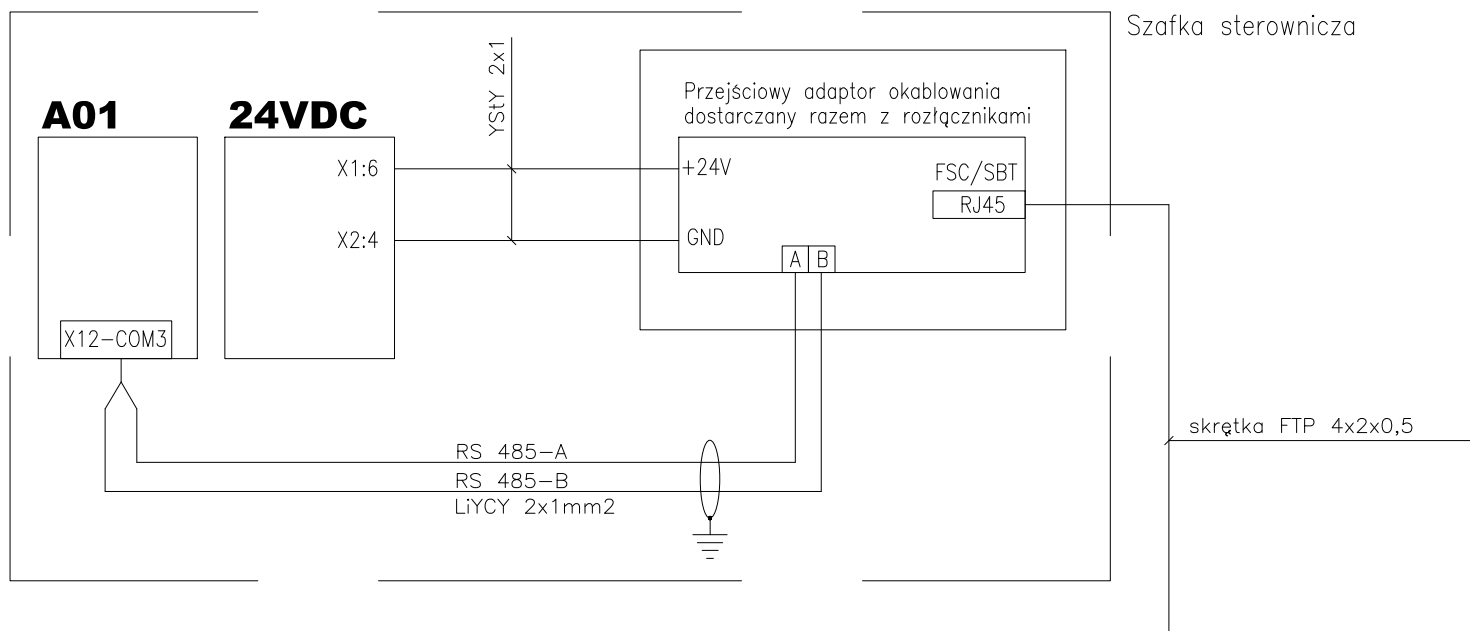 Szafka sterownicza
A01
24VDC
YStY 2x1
Przejściowy adaptor okablowania
dostarczany razem z rozłącznikami
X1:6
+24V
FSC/SBT
RJ45
X2:4
GND
A
B
X12-COM3
skrętka FTP 4x2x0,5
RS 485-A
RS 485-B
LiYCY 2x1mm2